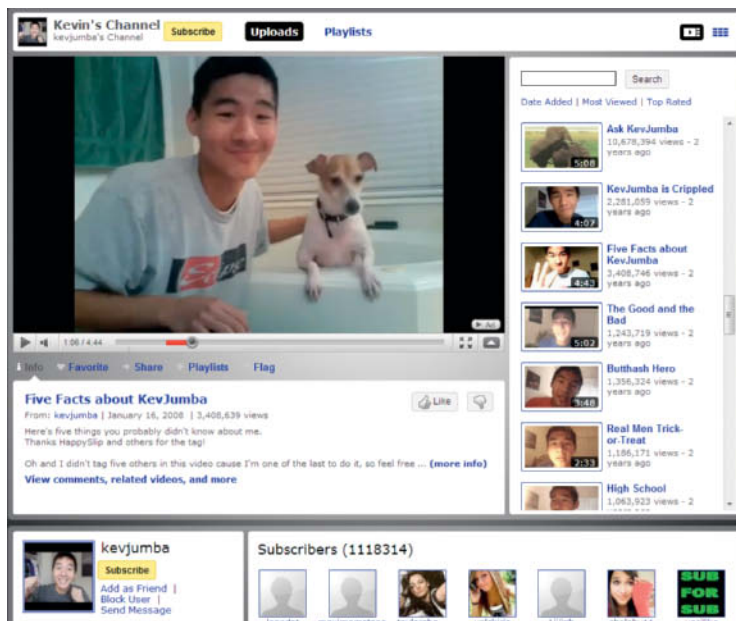 Kevin's Channel
kevjumba's Channel
Subscribe
Uploads
Playlists
Search
Date Added | Most Viewed | Top Rated
Ask KevJumba
10,678,394 views - 2
years ago
5:08
KevJumba is Crippled
2,281,059 views - 2
years ago
4:07
Five Facts about
KevJumba
3,408,746 views - 2
years ago
4:43
The Good and the
Bad
1,243,719 views - 2
years ago
5:02
Butthash Hero
1,356,324 views - 2
years ago
3:48
Real Men Trick-
or-Treat
1,186,171 views - 2
years ago
2:33
High School
1,063,923 views - 2
Ad
1:06 / 4:44
Info
Favorite
Share
Playlists
Flag
Five Facts about KevJumba
From: kevjumba | January 16, 2008 | 3,408,639 views
Like
Here's five things you probably didn't know about me.
Thanks HappySlip and others for the tag!
Oh and I didn't tag five others in this video cause I'm one of the last to do it, so feel free ... (more info)
View comments, related videos, and more
kevjumba
Subscribe
Add as Friend |
Block User |
Send Message
Subscribers (1118314)
SUB
FOR
SUB